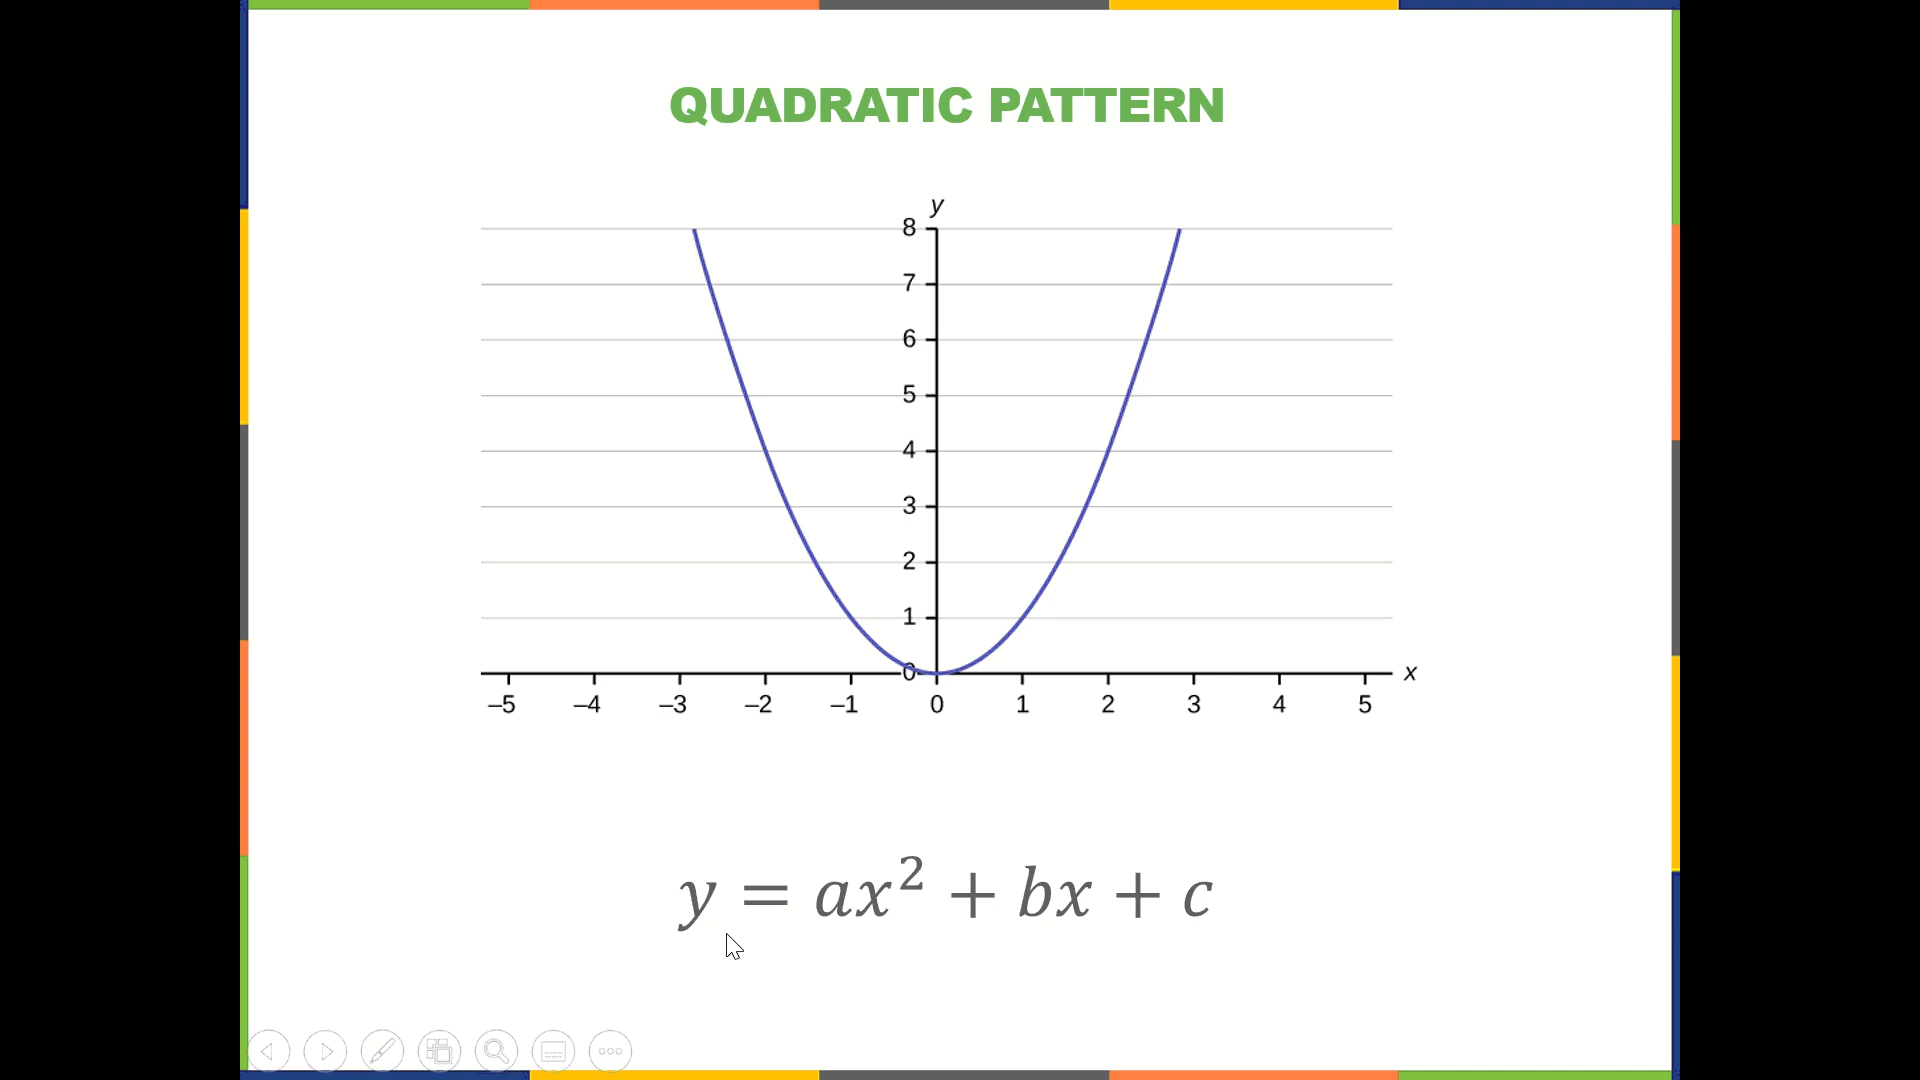 QUADRATIC PATTERN
y
8
7
6
5
4
3
2
1
0
x
–5 –4 –3 –2 –1 0 1 2 3 4 5
y = ax² + bx + c